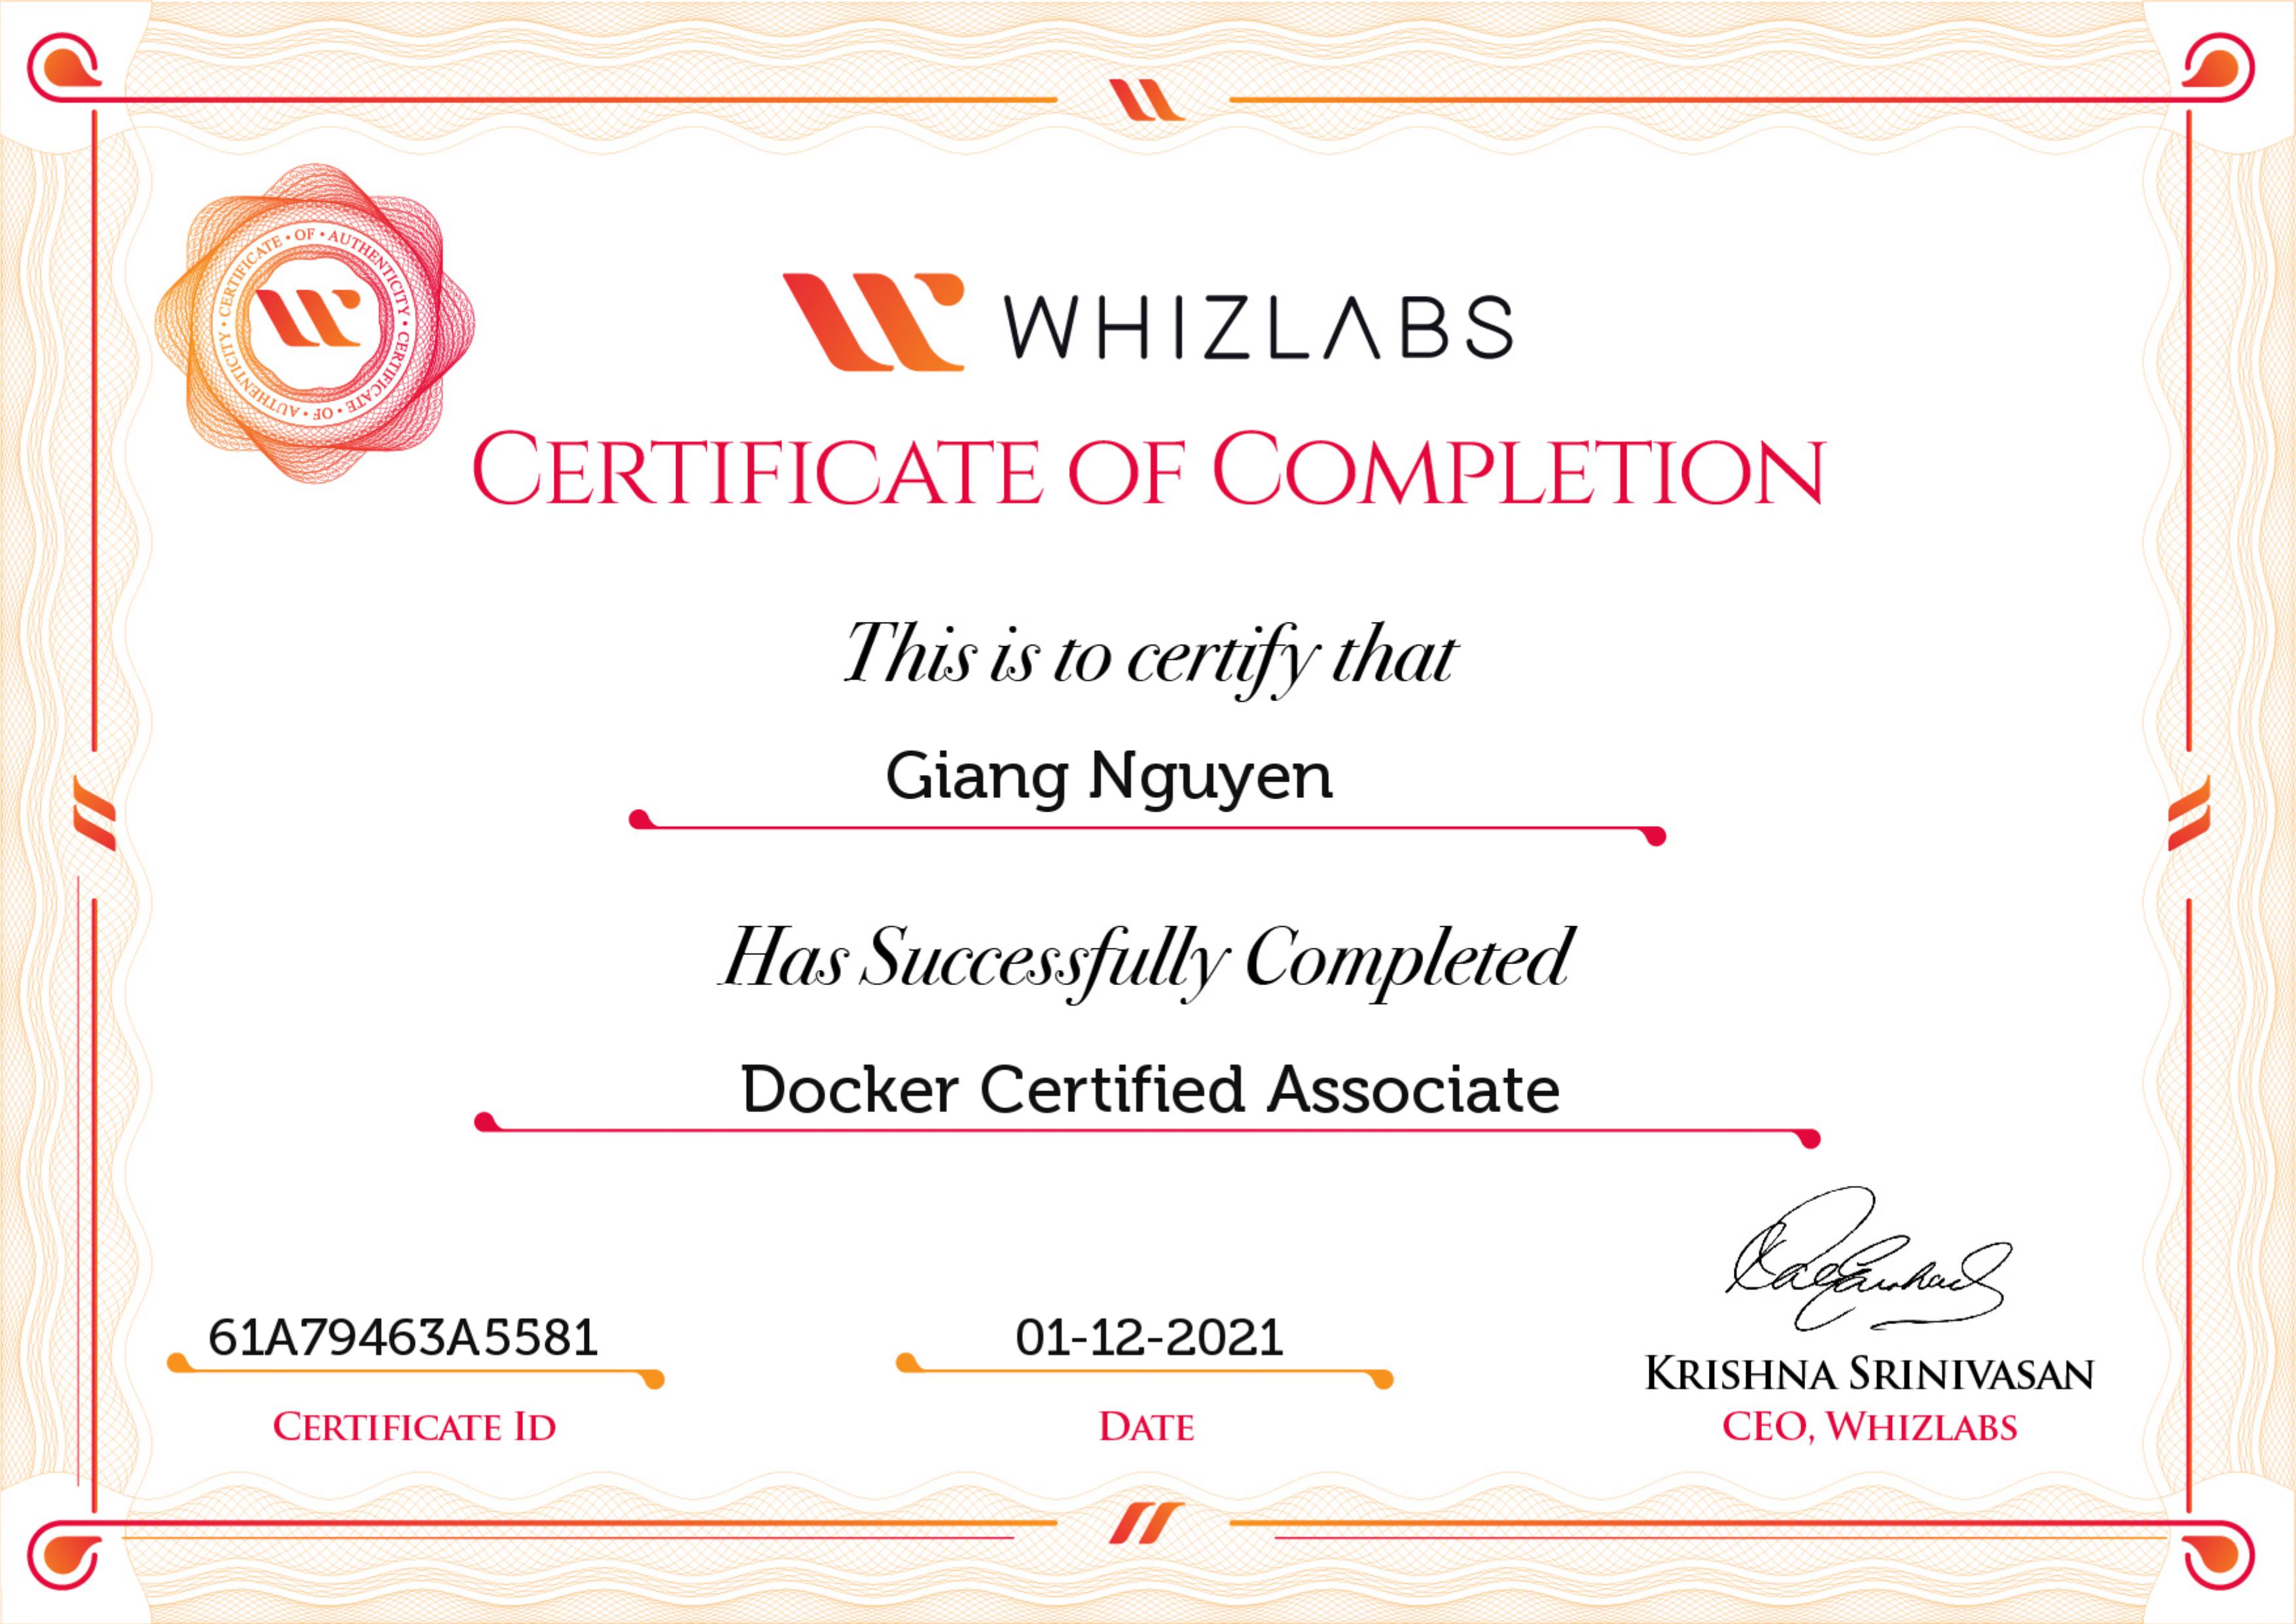 CERTIFICATE • OF • AUTHENTICITY • CERTIFICATE • OF • AUTHENTICITY •
WHIZLABS
CERTIFICATE OF COMPLETION
This is to certify that
Giang Nguyen
Has Successfully Completed
Docker Certified Associate
61A79463A5581
CERTIFICATE ID
01-12-2021
DATE
KRISHNA SRINIVASAN
CEO, WHIZLABS